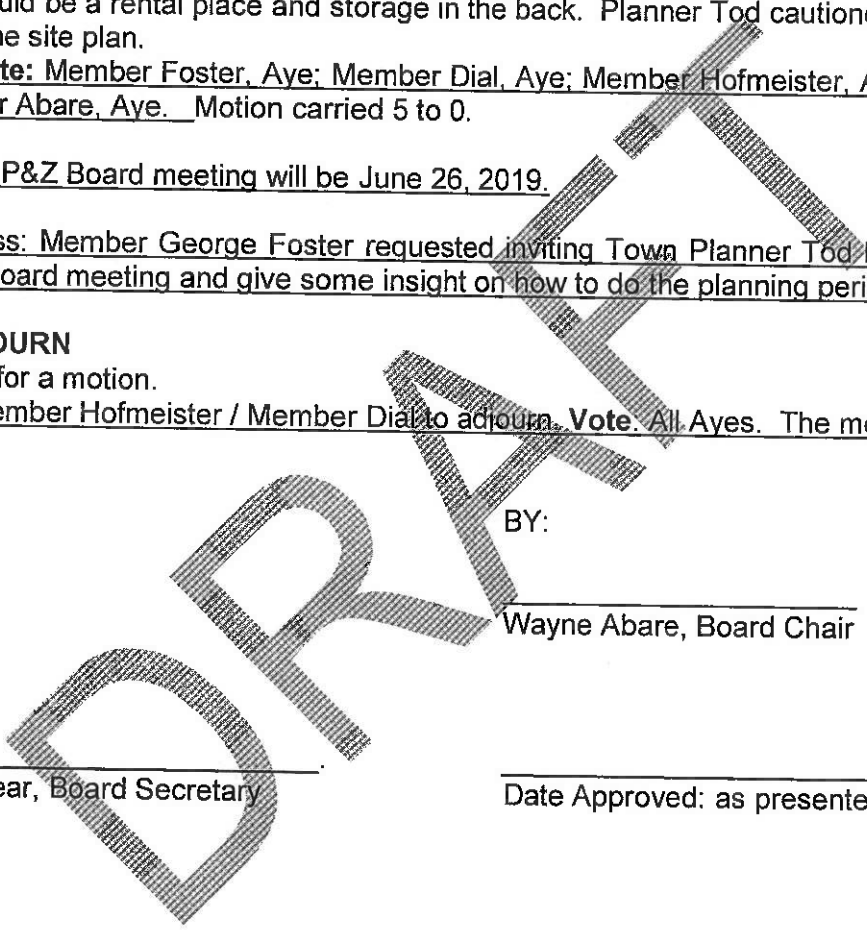 uld be a rental place and storage in the back. Planner Tod cautione
ne site plan.
te: Member Foster, Aye; Member Dial, Aye; Member Hofmeister, A
r Abare, Aye. Motion carried 5 to 0.
P&Z Board meeting will be June 26, 2019.
ss: Member George Foster requested inviting Town Planner Tod
oard meeting and give some insight on how to do the planning peri
OURN
for a motion.
ember Hofmeister / Member Dial to adjourn. Vote. All Ayes. The me
BY:
Wayne Abare, Board Chair
ear, Board Secretary
Date Approved: as presente
DRAFT